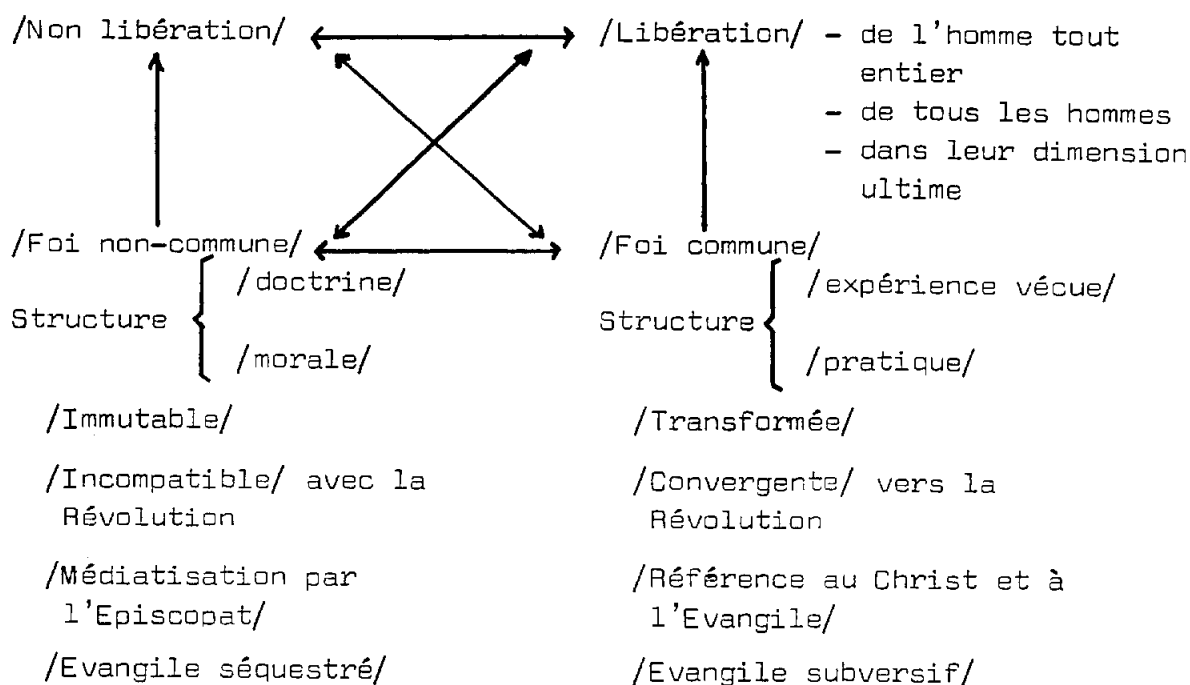 /Non libération/ /Libération/ - de l'homme tout
entier
- de tous les hommes
- dans leur dimension
ultime
/Foi non-commune/ /Foi commune/
/doctrine/ /expérience vécue/
Structure Structure
/morale/ /pratique/
/Immutable/ /Transformée/
/Incompatible/ avec la /Convergente/ vers la
Révolution Révolution
/Médiatisation par /Référence au Christ et à
l'Episcopat/ l'Evangile/
/Evangile séquestré/ /Evangile subversif/